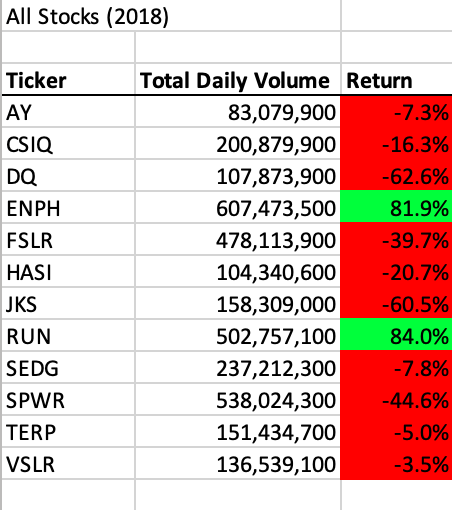 All Stocks (2018)
Ticker Total Daily Volume Return
AY 83,079,900 -7.3%
CSIQ 200,879,900 -16.3%
DQ 107,873,900 -62.6%
ENPH 607,473,500 81.9%
FSLR 478,113,900 -39.7%
HASI 104,340,600 -20.7%
JKS 158,309,000 -60.5%
RUN 502,757,100 84.0%
SEDG 237,212,300 -7.8%
SPWR 538,024,300 -44.6%
TERP 151,434,700 -5.0%
VSLR 136,539,100 -3.5%